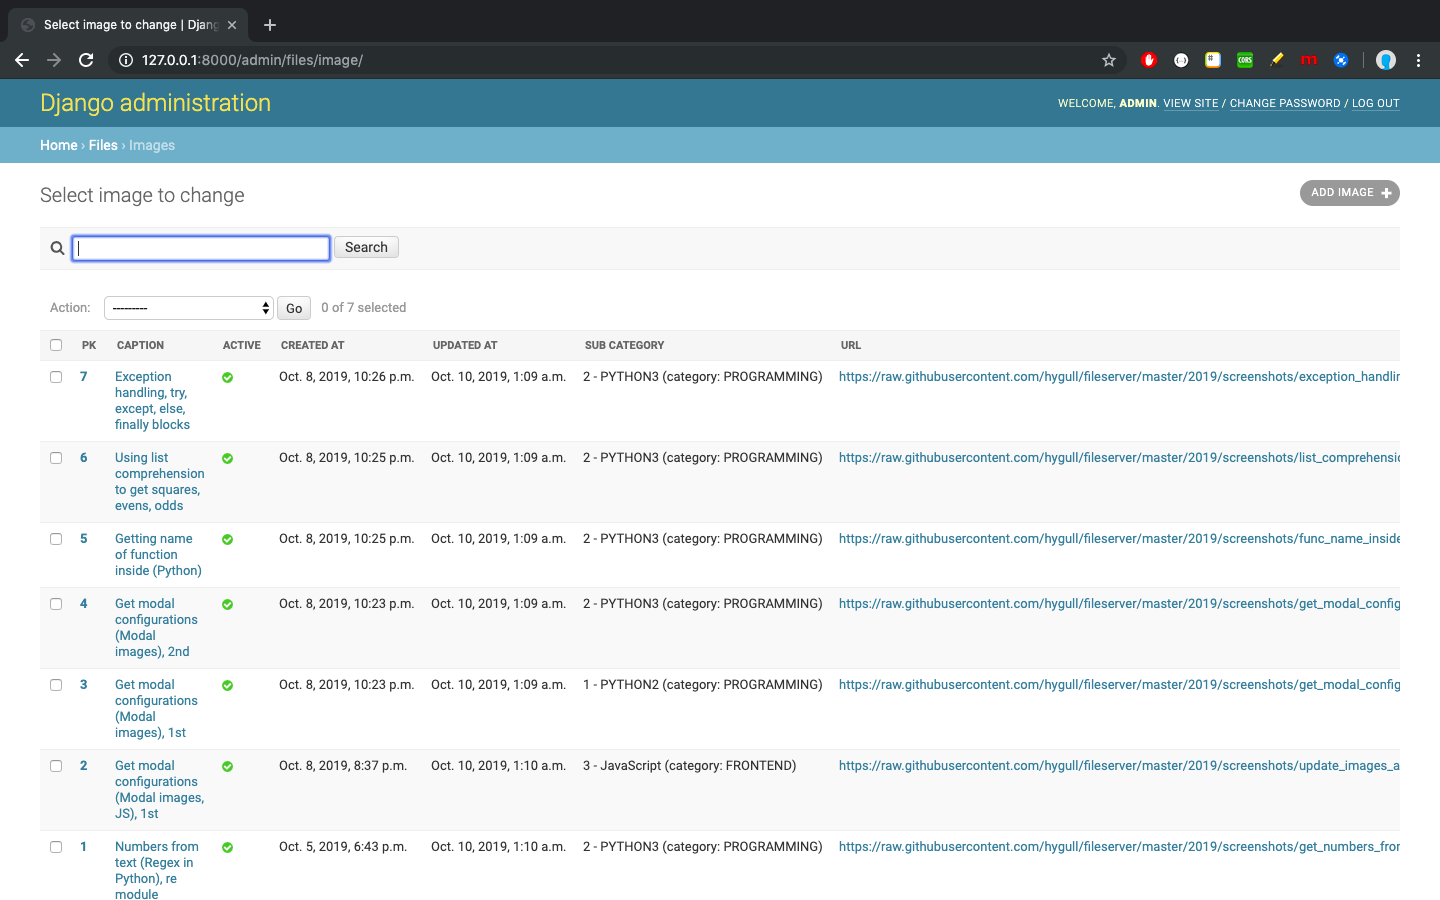 Select image to change | Djang
127.0.0.1:8000/admin/files/image/
CORS
m
Django administration
WELCOME, ADMIN. VIEW SITE / CHANGE PASSWORD / LOG OUT
Home › Files › Images
Select image to change
ADD IMAGE +
Search
Action: --------- Go 0 of 7 selected
PK CAPTION ACTIVE CREATED AT UPDATED AT SUB CATEGORY URL
7 Exception Oct. 8, 2019, 10:26 p.m. Oct. 10, 2019, 1:09 a.m. 2 - PYTHON3 (category: PROGRAMMING) https://raw.githubusercontent.com/hygull/fileserver/master/2019/screenshots/exception_handlin
handling, try,
except, else,
finally blocks
6 Using list Oct. 8, 2019, 10:25 p.m. Oct. 10, 2019, 1:09 a.m. 2 - PYTHON3 (category: PROGRAMMING) https://raw.githubusercontent.com/hygull/fileserver/master/2019/screenshots/list_comprehensio
comprehension
to get squares,
evens, odds
5 Getting name Oct. 8, 2019, 10:25 p.m. Oct. 10, 2019, 1:09 a.m. 2 - PYTHON3 (category: PROGRAMMING) https://raw.githubusercontent.com/hygull/fileserver/master/2019/screenshots/func_name_inside
of function
inside (Python)
4 Get modal Oct. 8, 2019, 10:23 p.m. Oct. 10, 2019, 1:09 a.m. 2 - PYTHON3 (category: PROGRAMMING) https://raw.githubusercontent.com/hygull/fileserver/master/2019/screenshots/get_modal_config
configurations
(Modal
images), 2nd
3 Get modal Oct. 8, 2019, 10:23 p.m. Oct. 10, 2019, 1:09 a.m. 1 - PYTHON2 (category: PROGRAMMING) https://raw.githubusercontent.com/hygull/fileserver/master/2019/screenshots/get_modal_config
configurations
(Modal
images), 1st
2 Get modal Oct. 8, 2019, 8:37 p.m. Oct. 10, 2019, 1:10 a.m. 3 - JavaScript (category: FRONTEND) https://raw.githubusercontent.com/hygull/fileserver/master/2019/screenshots/update_images_a
configurations
(Modal images,
JS), 1st
1 Numbers from Oct. 5, 2019, 6:43 p.m. Oct. 10, 2019, 1:10 a.m. 2 - PYTHON3 (category: PROGRAMMING) https://raw.githubusercontent.com/hygull/fileserver/master/2019/screenshots/get_numbers_fror
text (Regex in
Python), re
module